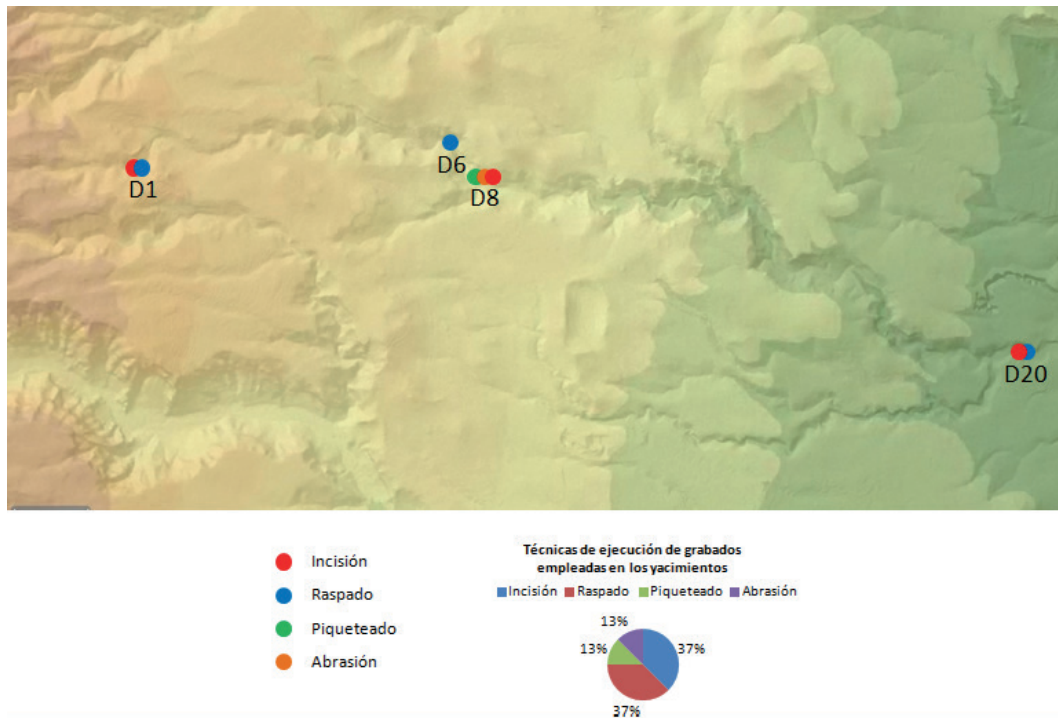 D1
D6
D8
D20
Incisión
Raspado
Piqueteado
Abrasión
Técnicas de ejecución de grabados
empleadas en los yacimientos
Incisión Raspado Piqueteado Abrasión
13%
13% 37%
37%